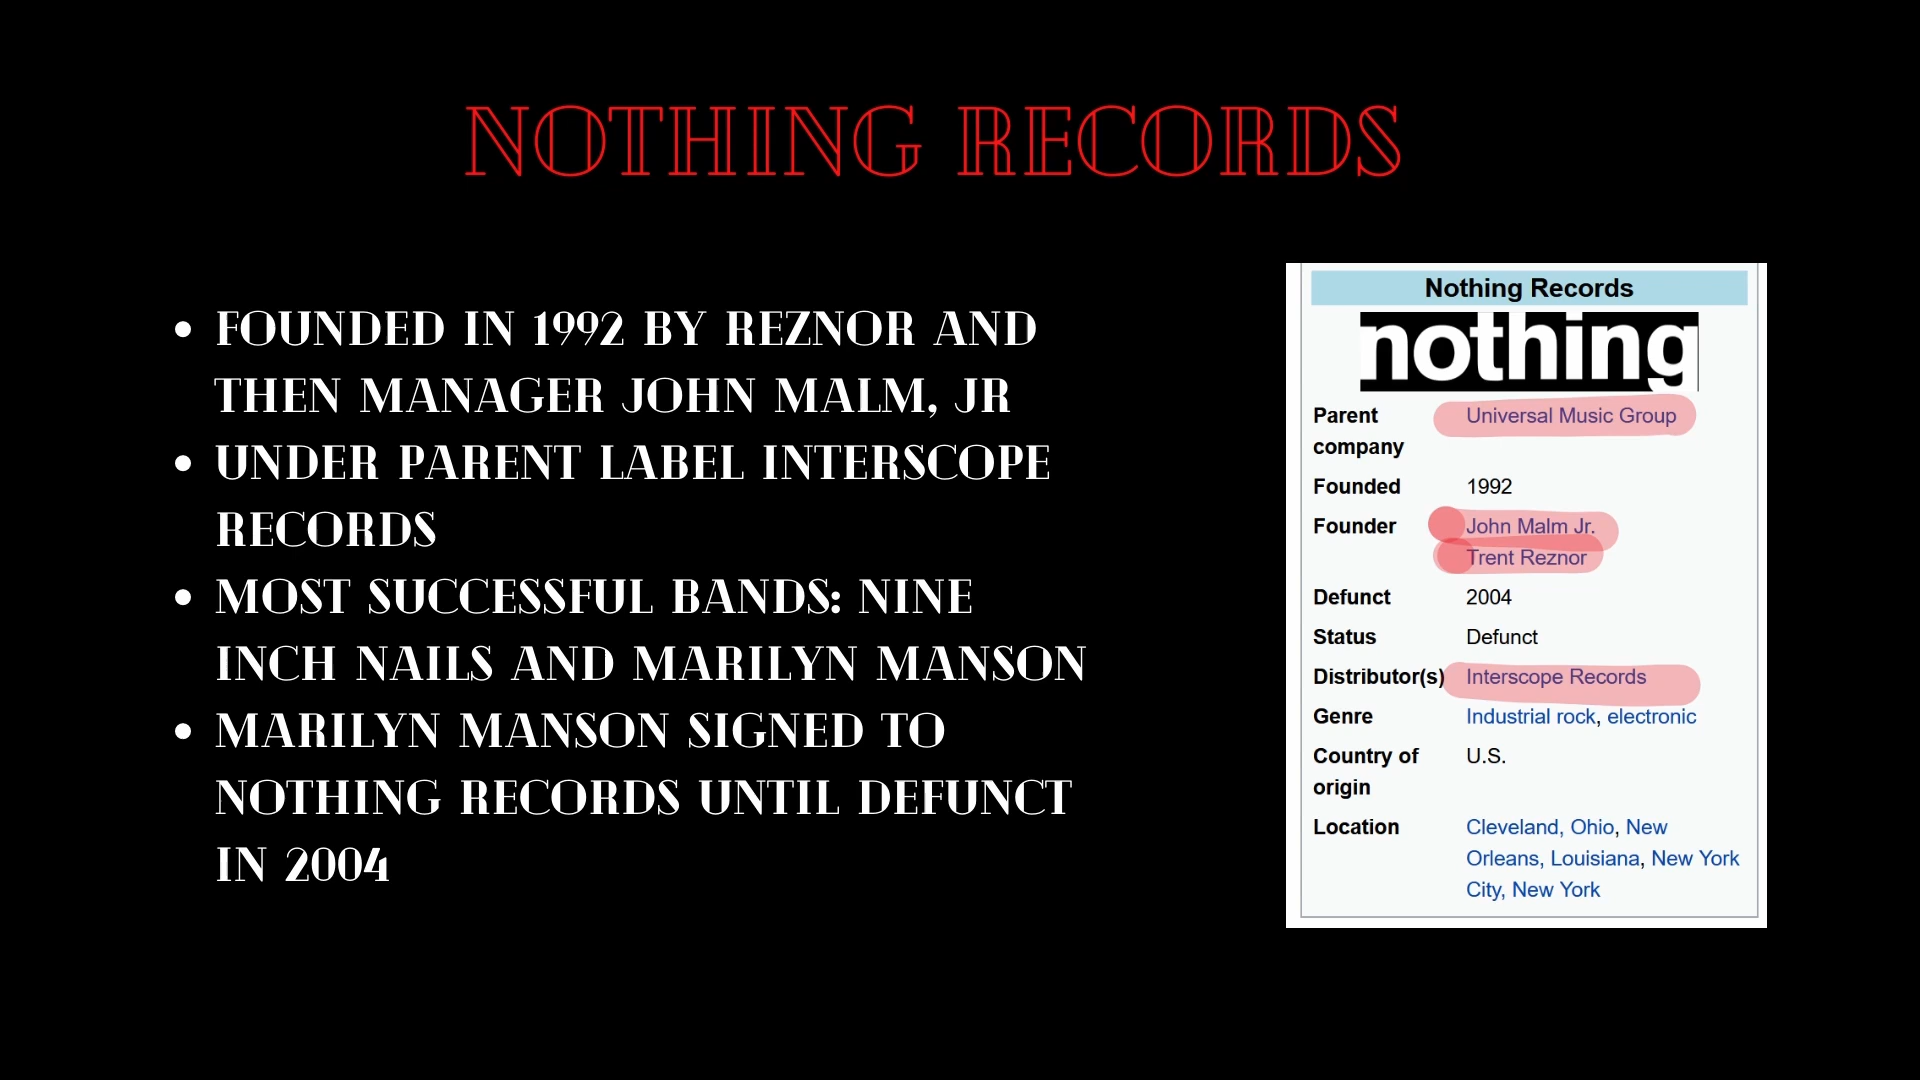 NOTHING RECORDS
• FOUNDED IN 1992 BY REZNOR AND
THEN MANAGER JOHN MALM, JR
• UNDER PARENT LABEL INTERSCOPE
RECORDS
• MOST SUCCESSFUL BANDS: NINE
INCH NAILS AND MARILYN MANSON
• MARILYN MANSON SIGNED TO
NOTHING RECORDS UNTIL DEFUNCT
IN 2004
Nothing Records
nothing
Parent company Universal Music Group
Founded 1992
Founder John Malm Jr.
Trent Reznor
Defunct 2004
Status Defunct
Distributor(s) Interscope Records
Genre Industrial rock, electronic
Country of origin U.S.
Location Cleveland, Ohio, New
Orleans, Louisiana, New York
City, New York